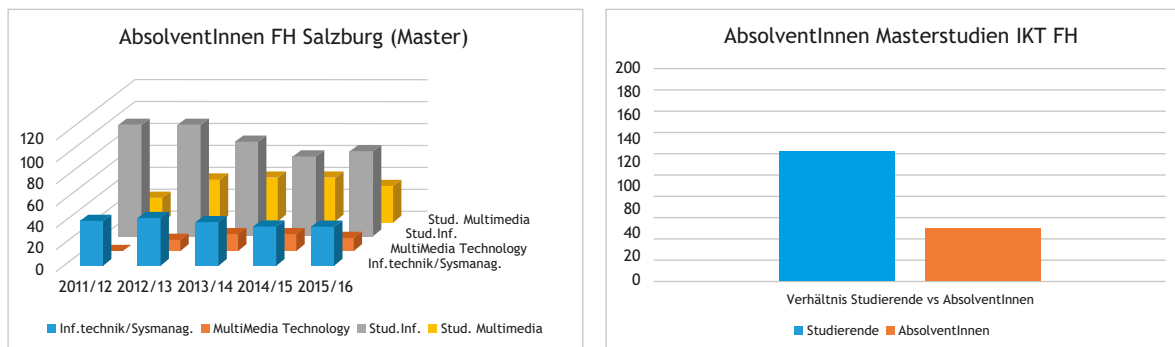 AbsolventInnen FH Salzburg (Master)
120
100
80
60
40
20
0
Stud. Multimedia
Stud.Inf.
MultiMedia Technology
Inf.technik/Sysmanag.
2011/12 2012/13 2013/14 2014/15 2015/16
Inf.technik/Sysmanag. MultiMedia Technology Stud.Inf. Stud. Multimedia
AbsolventInnen Masterstudien IKT FH
200
180
160
140
120
100
80
40
20
0
Verhältnis Studierende vs AbsolventInnen
Studierende AbsolventInnen